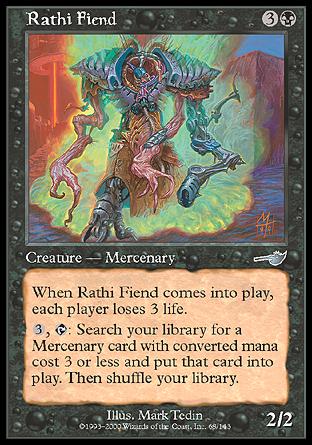 Rathi Fiend 3
Creature — Mercenary
When Rathi Fiend comes into play,
each player loses 3 life.
3, : Search your library for a
Mercenary card with converted mana
cost 3 or less and put that card into
play. Then shuffle your library.
Illus. Mark Tedin
©1993–2000 Wizards of the Coast, Inc. 68/143
2/2